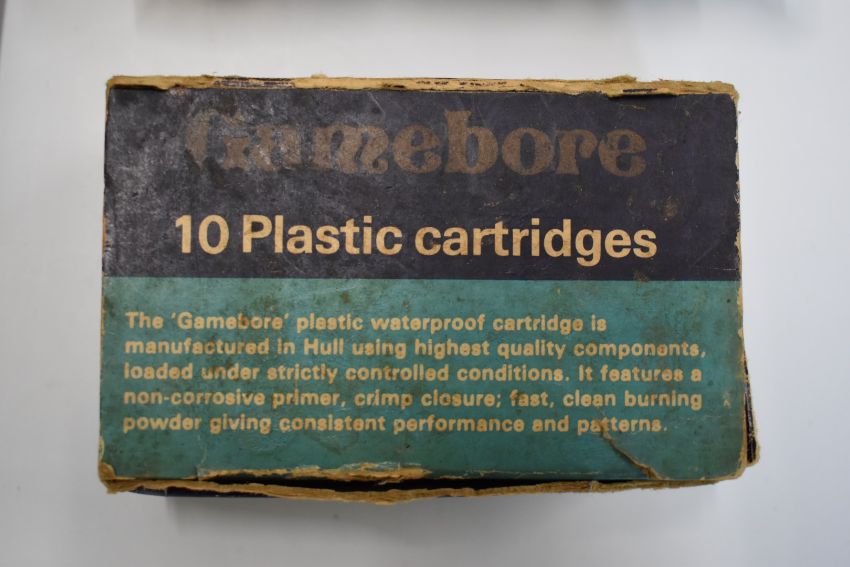 Gamebore
10 Plastic cartridges
The 'Gamebore' plastic waterproof cartridge is
manufactured in Hull using highest quality components,
loaded under strictly controlled conditions. It features a
non-corrosive primer, crimp closure; fast, clean burning
powder giving consistent performance and patterns.